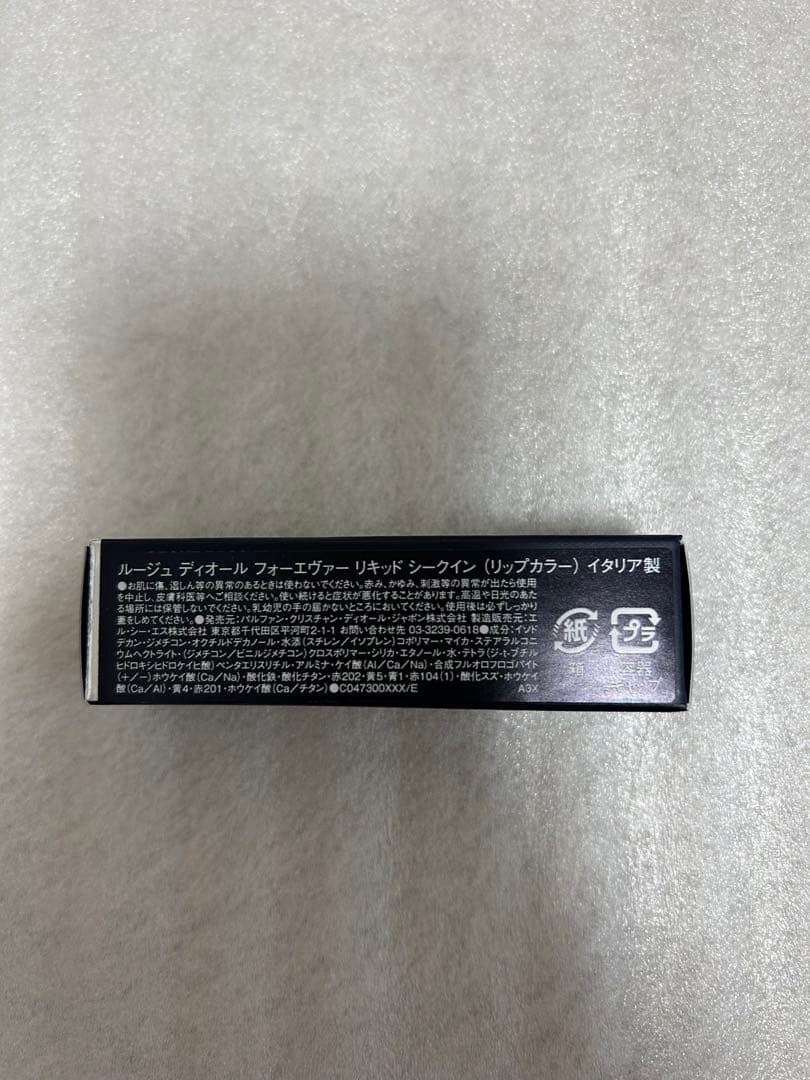 ルージュ ディオール フォーエヴァー リキッド シークイン（リップカラー）イタリア製
●お肌に傷、湿しん等の異常のあるときは使わないでください。赤み、かゆみ、刺激等の異常が出たら使用
を中止し、皮膚科医等へご相談ください。使い続けると症状が悪化することがあります。高温や日光のあた
る場所には保管しないでください。乳幼児の手の届かないところにおいてください。使用後は必ずしっかり
蓋をしめてください。●発売元：パルファン・クリスチャン・ディオール・ジャポン株式会社 製造販売元：エ
ル・シー・エス株式会社 東京都千代田区平河町2-1-1 お問い合わせ先 03-3239-0618●成分：イソド
デカン・ジメチコン・オクチルドデカノール・水添（スチレン／イソプレン）コポリマー・マイカ・ステアラルコニ
ウムヘクトライト・（ジメチコン／ビニルジメチコン）クロスポリマー・シリカ・エタノール・水・テトラ（ジ-t-ブチル
ヒドロキシヒドロケイヒ酸）ペンタエリスリチル・アルミナ・ケイ酸（Al／Ca／Na）・合成フルオロフロゴパイト
（＋／−）ホウケイ酸（Ca／Na）・酸化鉄・酸化チタン・赤202・黄5・青1・赤104（1）・酸化スズ・ホウケイ
酸（Ca／Al）・黄4・赤201・ホウケイ酸（Ca／チタン）●C047300XXX/E
A3X
紙
箱
プラ
容器